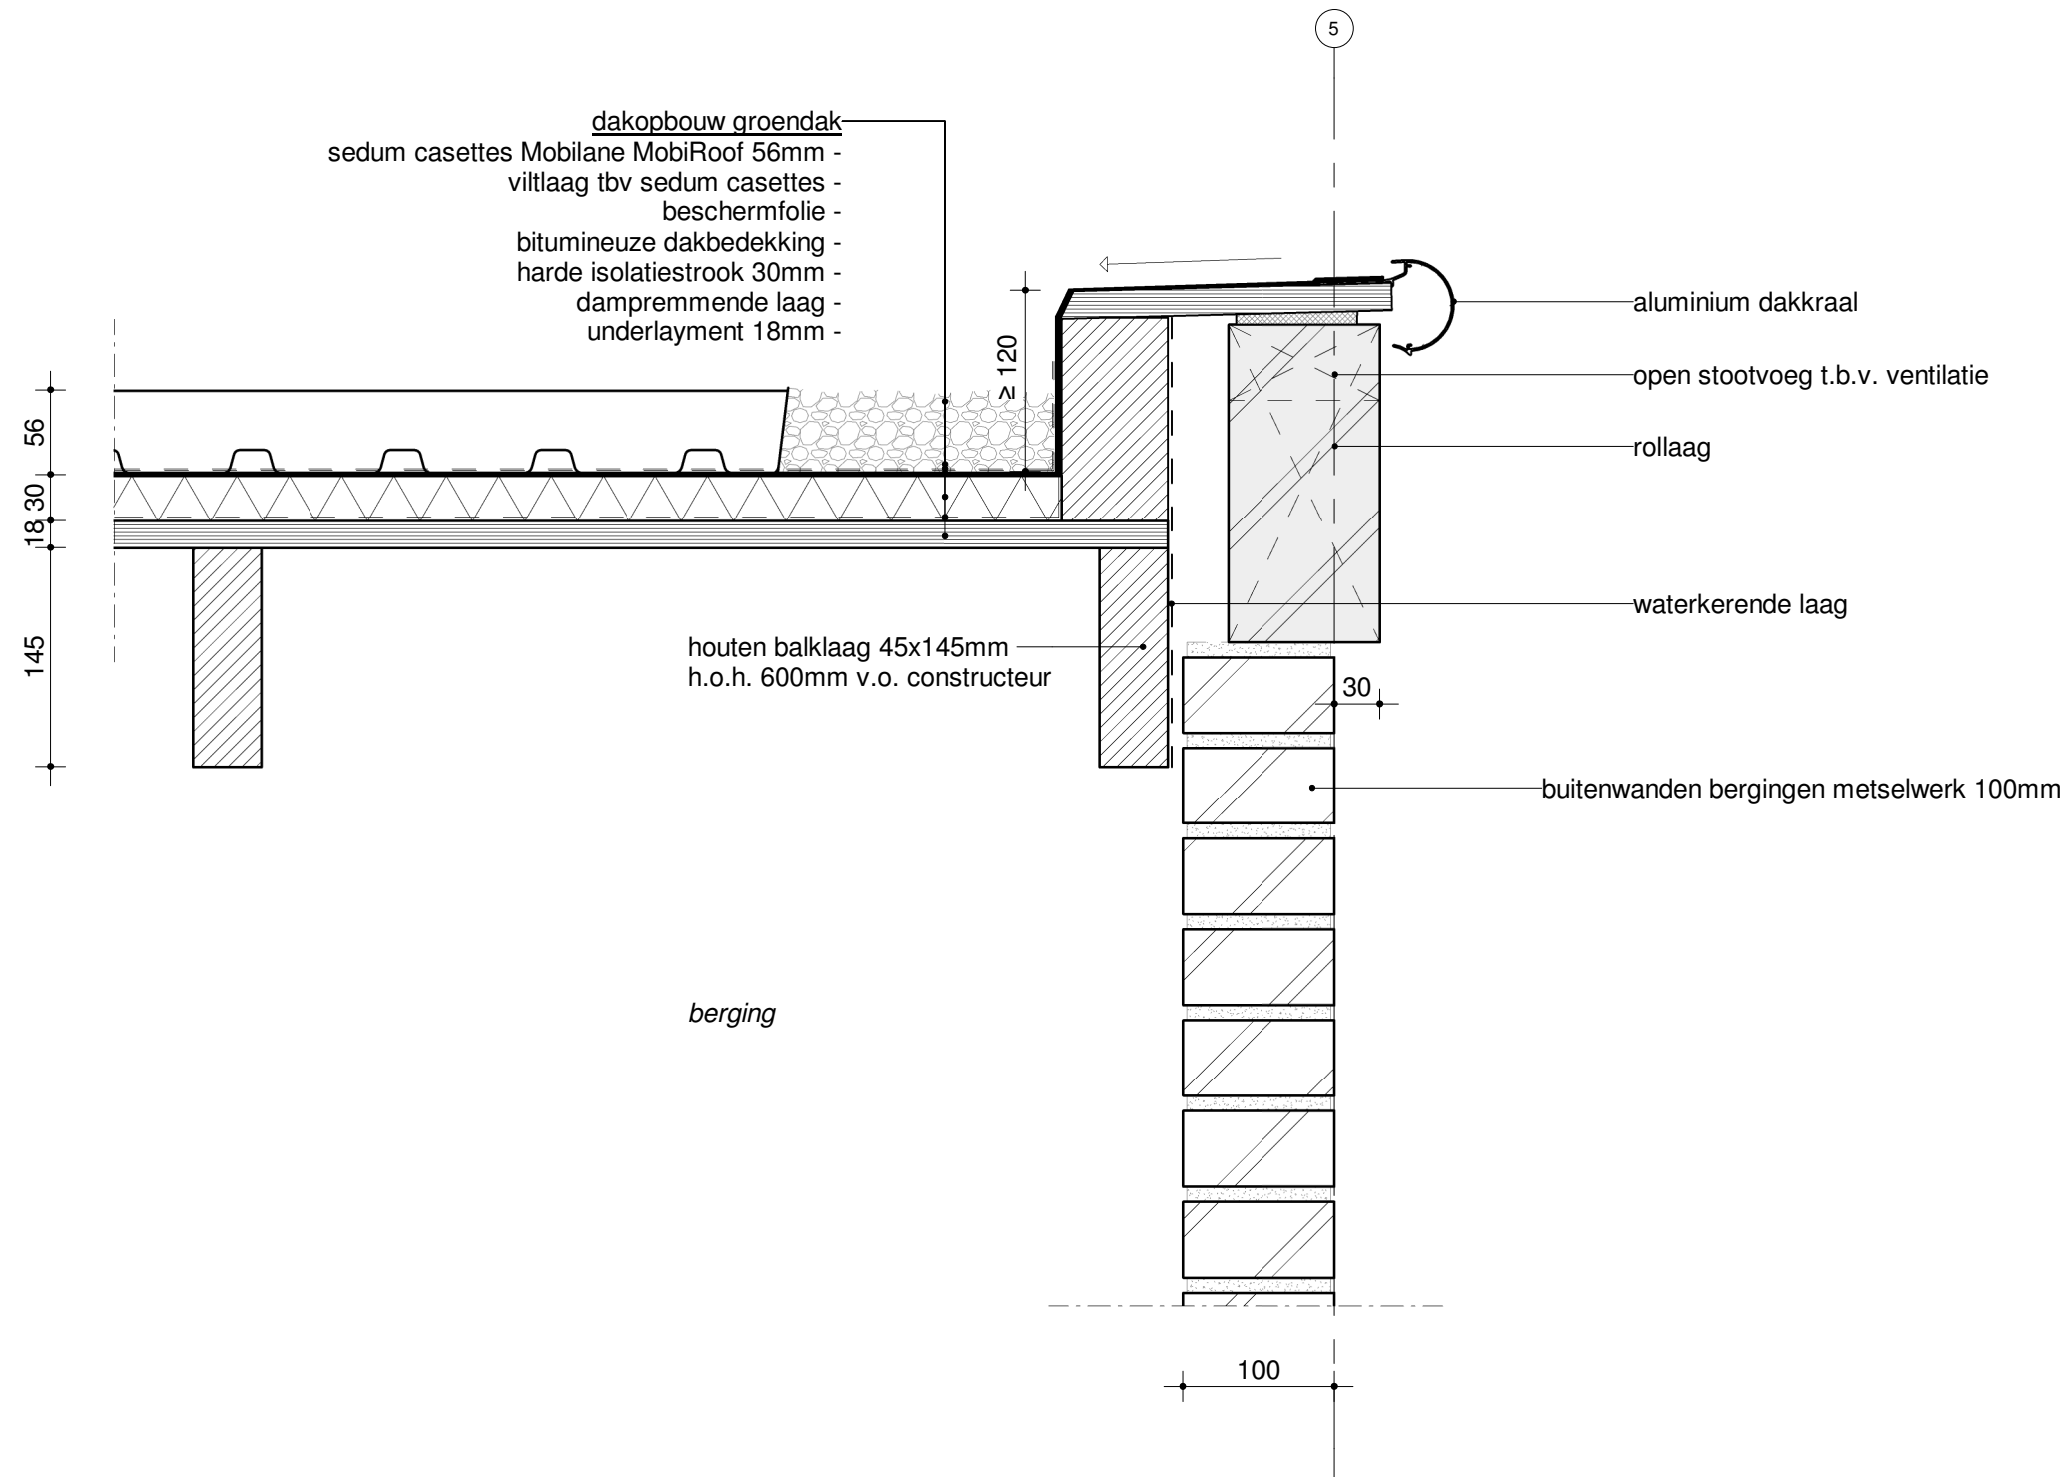 5
dakopbouw groendak
sedum casettes Mobilane MobiRoof 56mm -
viltlaag tbv sedum casettes -
beschermfolie -
bitumineuze dakbedekking -
harde isolatiestrook 30mm -
dampremmende laag -
underlayment 18mm -
aluminium dakkraal
≥ 120
open stootvoeg t.b.v. ventilatie
56
rollaag
30
18
waterkerende laag
145
houten balklaag 45x145mm
h.o.h. 600mm v.o. constructeur
30
buitenwanden bergingen metselwerk 100mm
berging
100